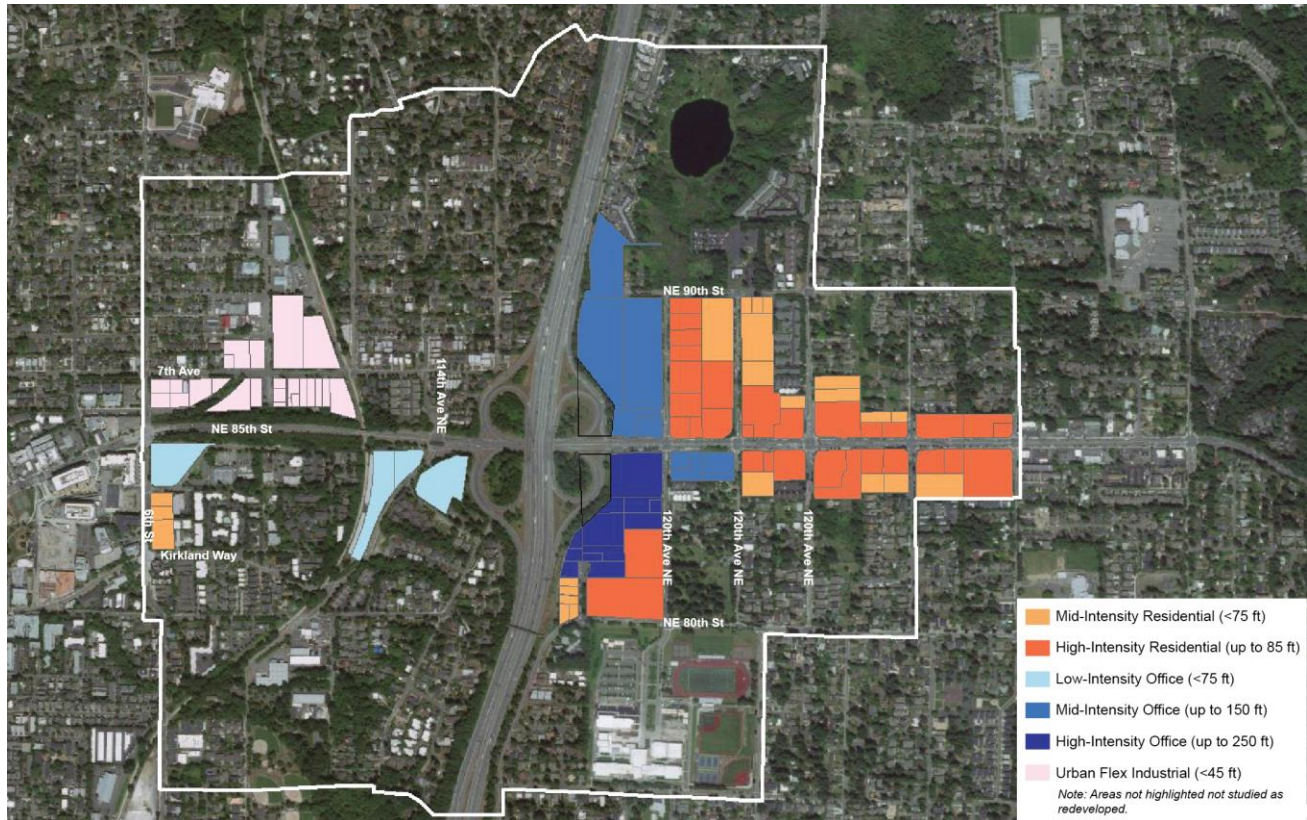 NE 90th St
7th Ave
114th Ave NE
NE 85th St
6th St
Kirkland Way
120th Ave NE
120th Ave NE
120th Ave NE
NE 80th St
Mid-Intensity Residential (<75 ft)
High-Intensity Residential (up to 85 ft)
Low-Intensity Office (<75 ft)
Mid-Intensity Office (up to 150 ft)
High-Intensity Office (up to 250 ft)
Urban Flex Industrial (<45 ft)
Note: Areas not highlighted not studied as
redeveloped.